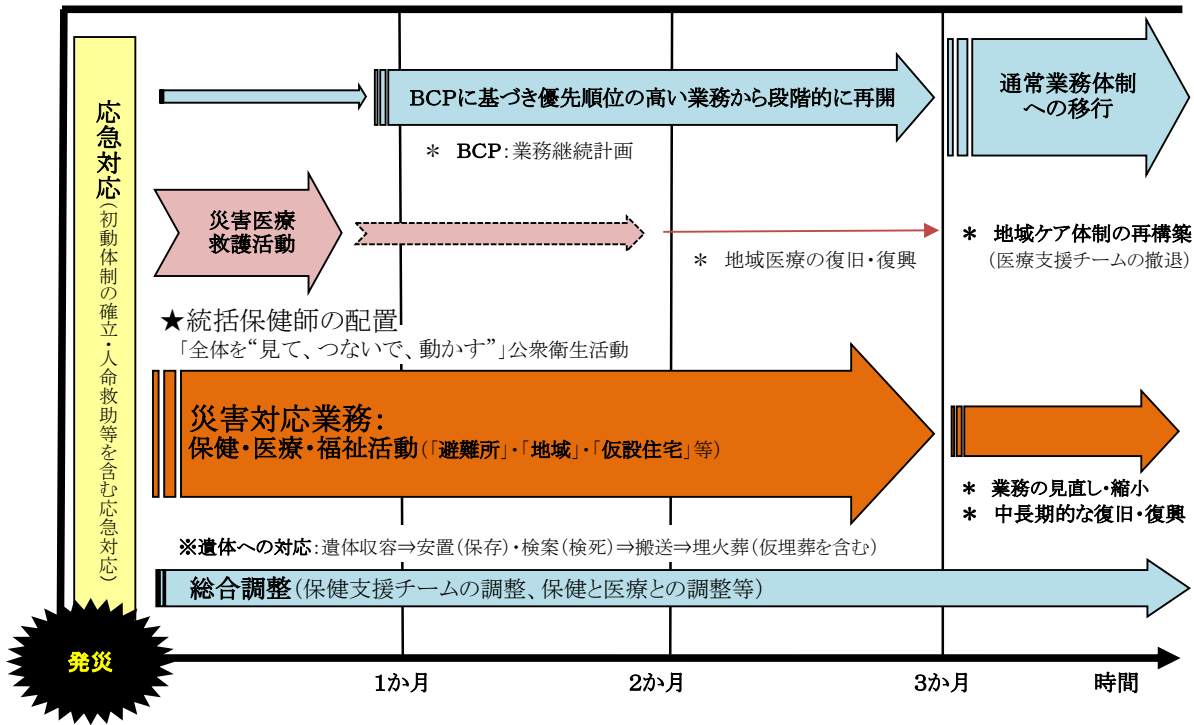 応急対応(初動体制の確立・人命救助等を含む応急対応)
BCPに基づき優先順位の高い業務から段階的に再開
通常業務体制
への移行
＊ BCP:業務継続計画
災害医療
救護活動
＊ 地域医療の復旧・復興
＊ 地域ケア体制の再構築
(医療支援チームの撤退)
★統括保健師の配置
「全体を“見て、つないで、動かす”」公衆衛生活動
災害対応業務:
保健・医療・福祉活動(「避難所」・「地域」・「仮設住宅」等)
＊ 業務の見直し・縮小
＊ 中長期的な復旧・復興
※遺体への対応:遺体収容⇒安置(保存)・検案(検死)⇒搬送⇒埋火葬(仮埋葬を含む)
総合調整(保健支援チームの調整、保健と医療との調整等)
発災
1か月
2か月
3か月
時間